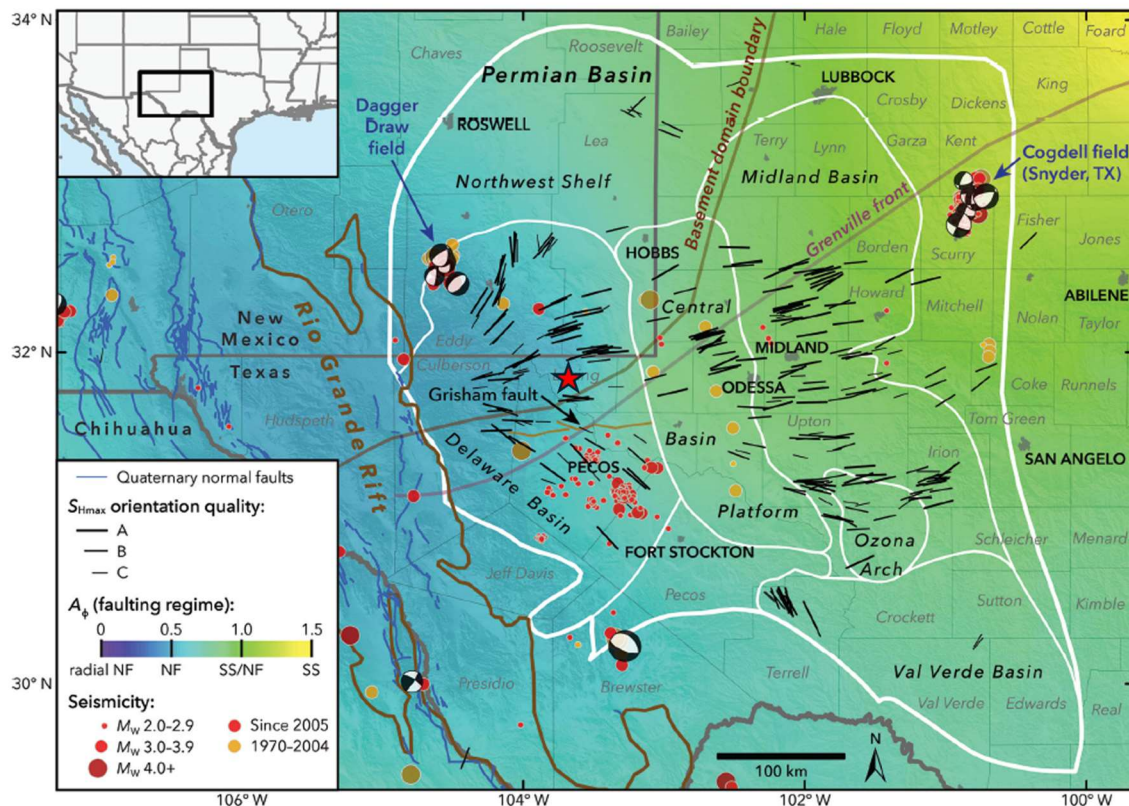 34° N
32° N
30° N
106° W
104° W
102° W
100° W
Chaves
Roosevelt
Bailey
Hale
Floyd
Motley
Cottle
Foard
Permian Basin
LUBBOCK
King
Dagger
Draw
field
ROSWELL
Crosby
Dickens
Lea
Basement domain boundary
Terry
Lynn
Garza
Kent
Cogdell field
(Snyder, TX)
Northwest Shelf
Midland Basin
Grenville front
Otero
Fisher
Jones
HOBBS
Borden
Scurry
Central
Howard
Mitchell
ABILENE
Nolan
Taylor
Rio Grande Rift
New
Mexico
Texas
Eddy
Culberson
MIDLAND
ODESSA
Coke
Runnels
Grisham fault
Hudspeth
Chihuahua
Upton
Tom Green
Basin
Irion
SAN ANGELO
PECOS
Delaware Basin
Platform
Ozona
Arch
Schleicher
Menard
FORT STOCKTON
Jeff Davis
Pecos
Crockett
Sutton
Kimble
Val Verde Basin
Presidio
Brewster
Terrell
Val Verde
Edwards
Real
Quaternary normal faults
SHmax orientation quality:
A
B
C
Aϕ (faulting regime):
0
0.5
1.0
1.5
radial NF
NF
SS/NF
SS
Seismicity:
Mw 2.0–2.9
Since 2005
Mw 3.0–3.9
1970–2004
Mw 4.0+
N
100 km